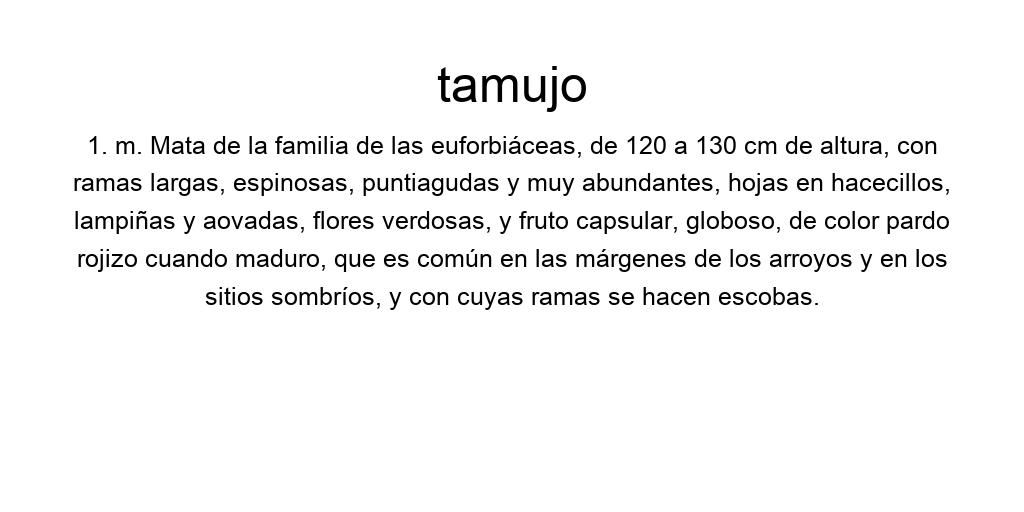 tamujo
1. m. Mata de la familia de las euforbiáceas, de 120 a 130 cm de altura, con
ramas largas, espinosas, puntiagudas y muy abundantes, hojas en hacecillos,
lampiñas y aovadas, flores verdosas, y fruto capsular, globoso, de color pardo
rojizo cuando maduro, que es común en las márgenes de los arroyos y en los
sitios sombríos, y con cuyas ramas se hacen escobas.